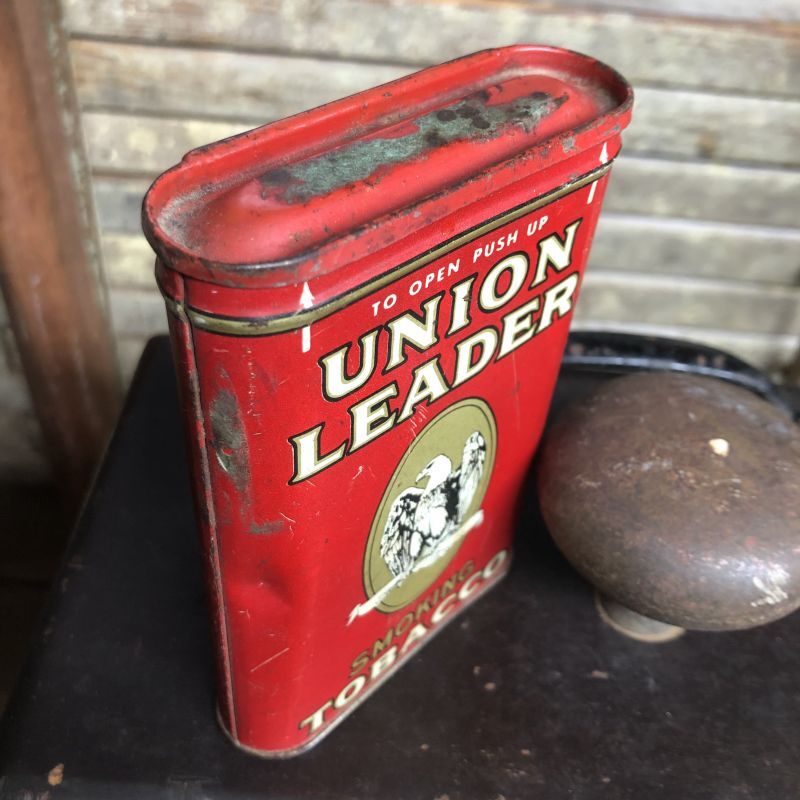 TO OPEN PUSH UP
UNION
LEADER
SMOKING
TOBACCO